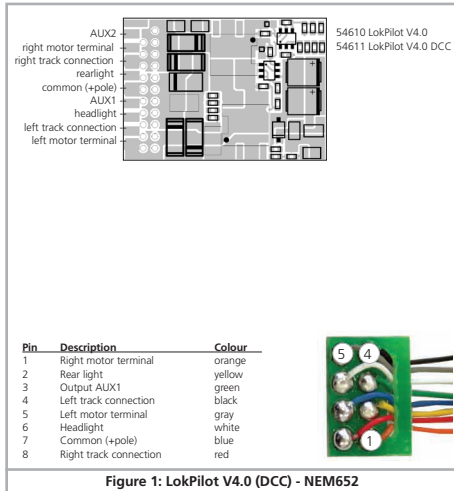 AUX2
right motor terminal
right track connection
rearlight
common (+pole)
AUX1
headlight
left track connection
left motor terminal
54610 LokPilot V4.0
54611 LokPilot V4.0 DCC
Pin Description Colour
1 Right motor terminal orange
2 Rear light yellow
3 Output AUX1 green
4 Left track connection black
5 Left motor terminal gray
6 Headlight white
7 Common (+pole) blue
8 Right track connection red
5 4
1
Figure 1: LokPilot V4.0 (DCC) - NEM652